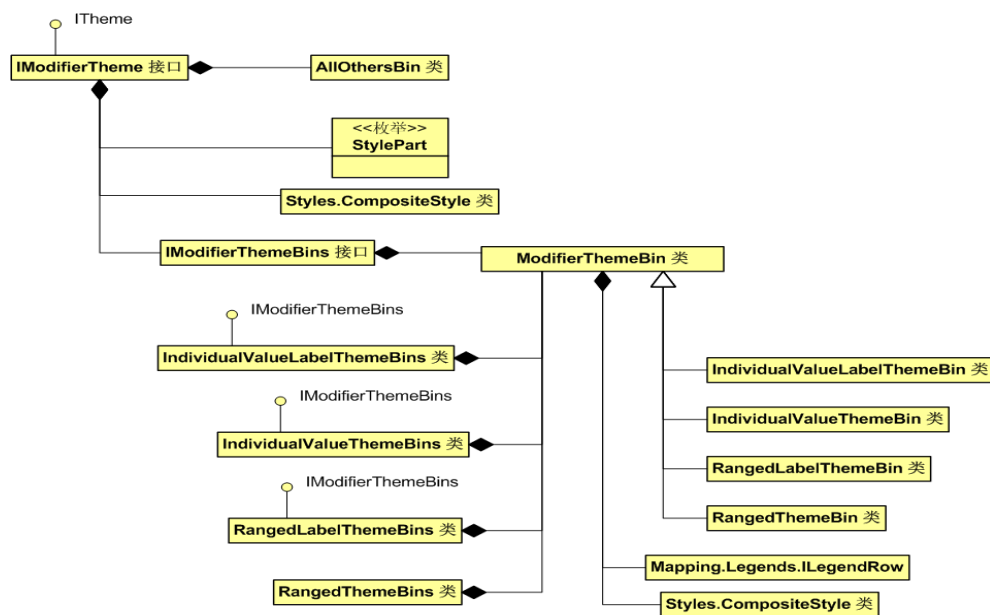 ITheme
IModifierTheme 接口
AllOthersBin 类
<<枚举>>
StylePart
Styles.CompositeStyle 类
IModifierThemeBins 接口
ModifierThemeBin 类
IModifierThemeBins
IndividualValueLabelThemeBins 类
IndividualValueLabelThemeBin 类
IModifierThemeBins
IndividualValueThemeBin 类
IndividualValueThemeBins 类
RangedLabelThemeBin 类
IModifierThemeBins
RangedThemeBin 类
RangedLabelThemeBins 类
Mapping.Legends.ILegendRow
RangedThemeBins 类
Styles.CompositeStyle 类